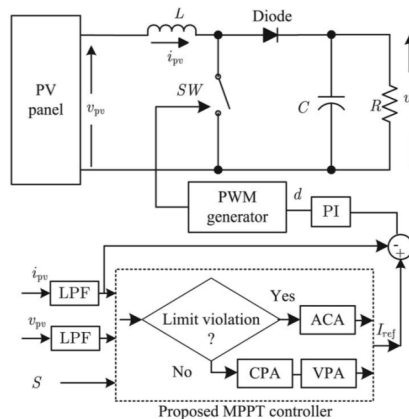 L
Diode
i_pv
PV
panel
v_pv
SW
C
R
v
PWM
generator
d
PI
-
+
i_pv
LPF
v_pv
LPF
S
Limit violation
?
Yes
ACA
I_ref
No
CPA
VPA
Proposed MPPT controller